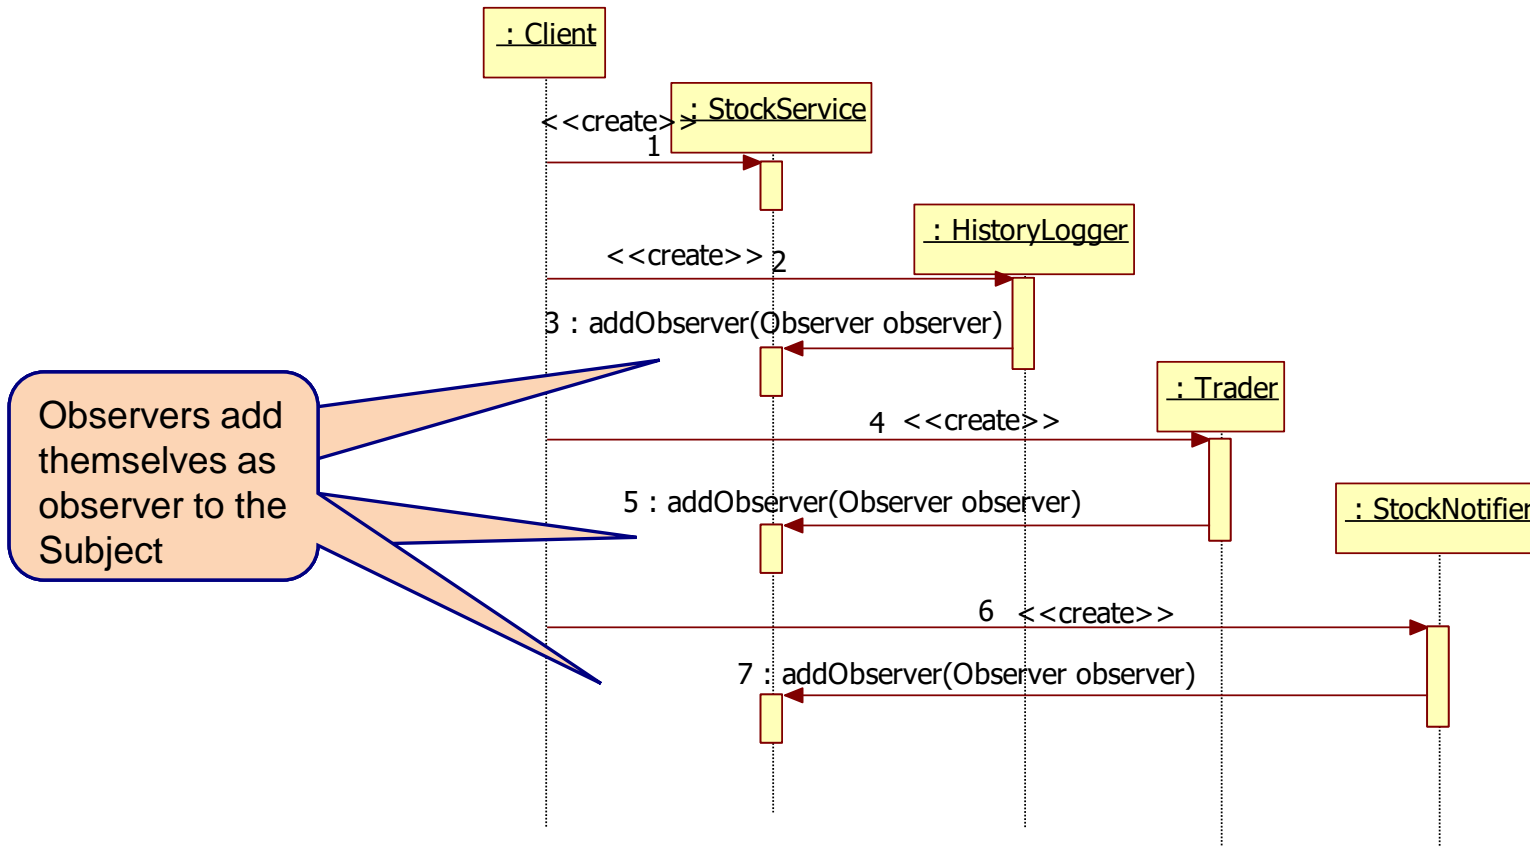 : Client
: StockService
<<create>>
1
: HistoryLogger
<<create>>
2
3 : addObserver(Observer observer)
: Trader
Observers add
themselves as
observer to the
Subject
4 <<create>>
5 : addObserver(Observer observer)
: StockNotifier
6 <<create>>
7 : addObserver(Observer observer)